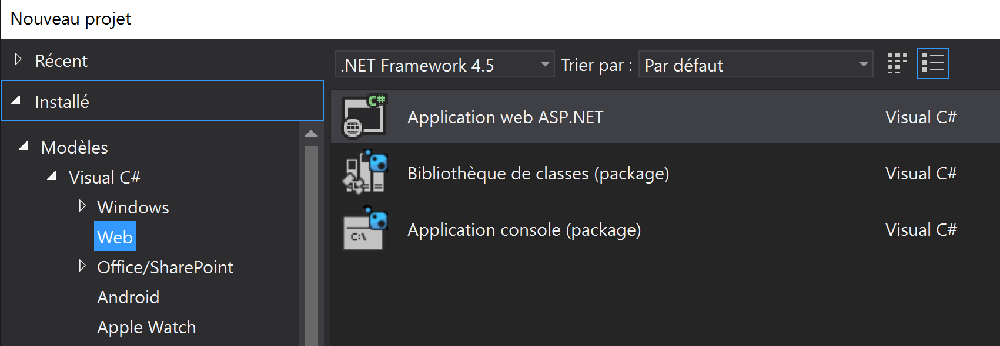 Nouveau projet
Récent
Installé
Modèles
Visual C#
Windows
Web
Office/SharePoint
Android
Apple Watch
.NET Framework 4.5 Trier par : Par défaut
C#
Application web ASP.NET Visual C#
Bibliothèque de classes (package) Visual C#
C:\
Application console (package) Visual C#